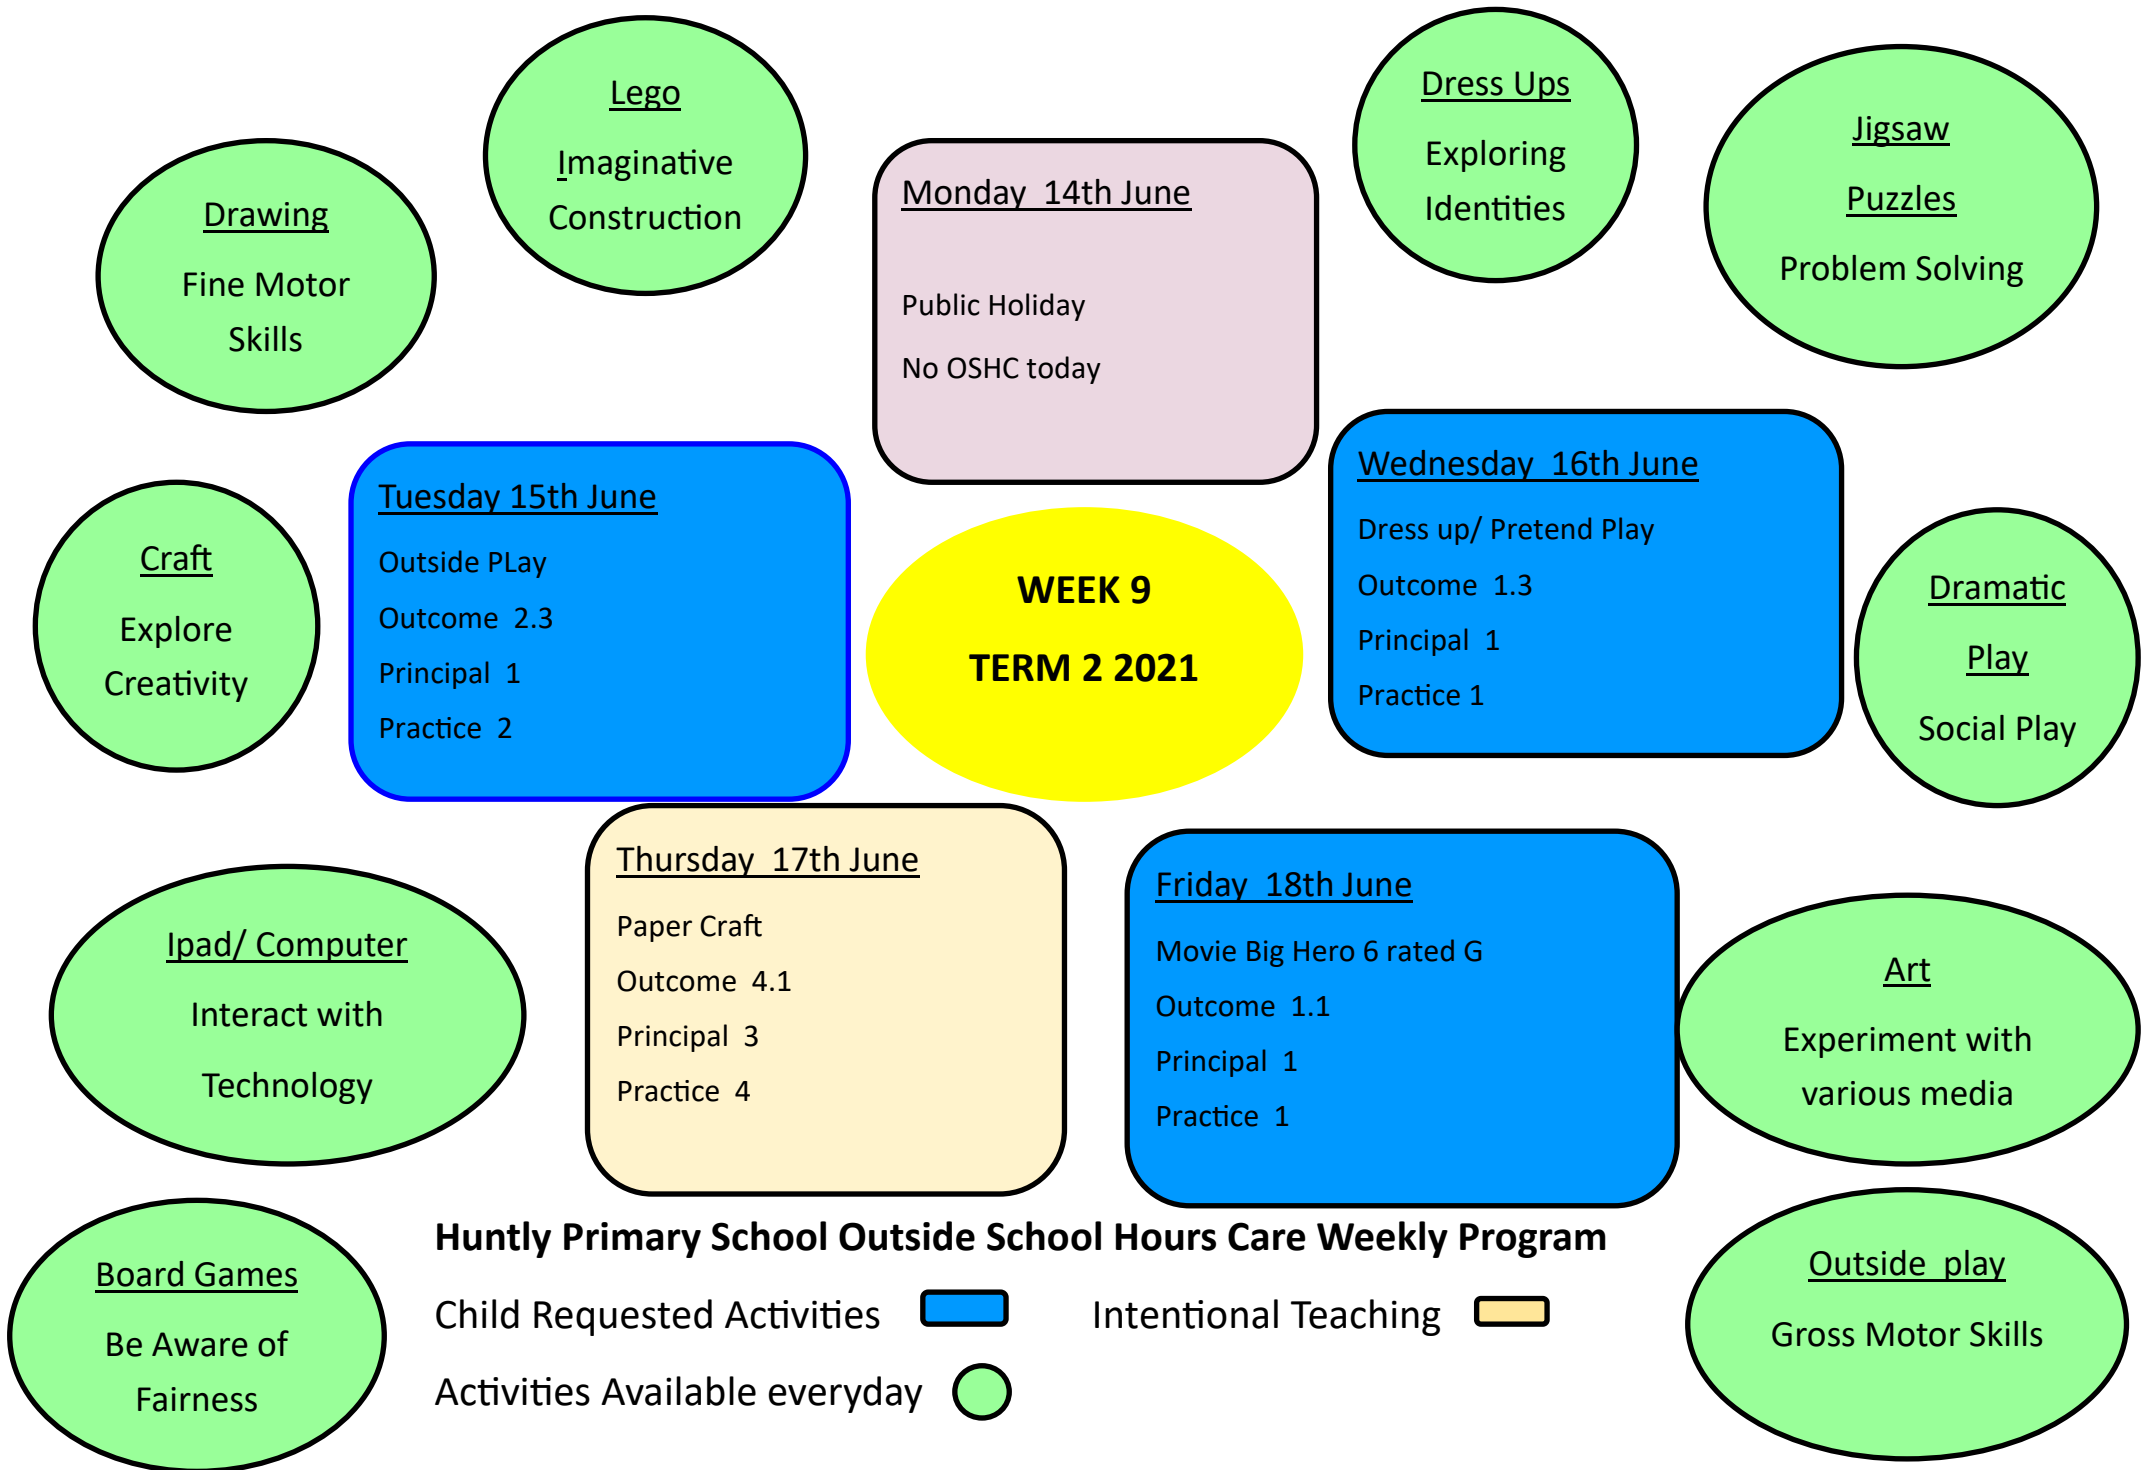 Lego
Imaginative
Construction
Dress Ups
Exploring
Identities
Jigsaw
Puzzles
Problem Solving
Drawing
Fine Motor
Skills
Monday  14th June
Public Holiday
No OSHC today
Tuesday 15th June
Outside PLay
Outcome  2.3
Principal  1
Practice  2
Wednesday  16th June
Dress up/ Pretend Play
Outcome  1.3
Principal  1
Practice 1
Craft
Explore
Creativity
WEEK 9
TERM 2 2021
Dramatic
Play
Social Play
Thursday  17th June
Paper Craft
Outcome  4.1
Principal  3
Practice  4
Friday  18th June
Movie Big Hero 6 rated G
Outcome  1.1
Principal  1
Practice  1
Ipad/ Computer
Interact with
Technology
Art
Experiment with
various media
Board Games
Be Aware of
Fairness
Huntly Primary School Outside School Hours Care Weekly Program
Child Requested Activities
Intentional Teaching
Activities Available everyday
Outside  play
Gross Motor Skills